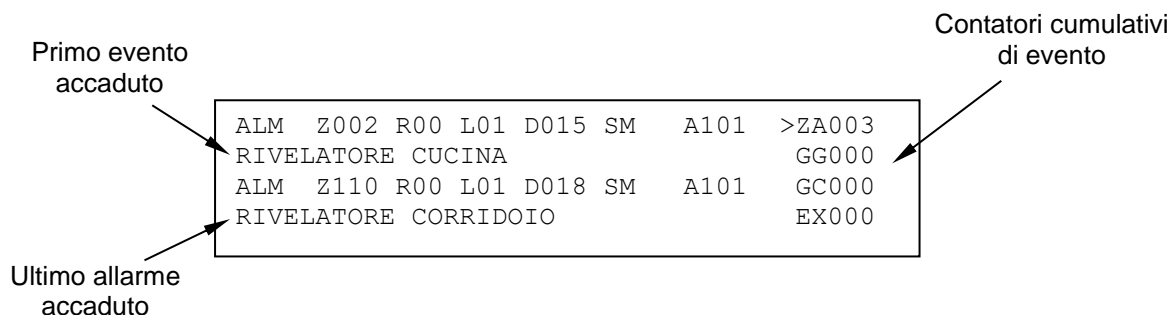 Contatori cumulativi
di evento
Primo evento
accaduto
ALM Z002 R00 L01 D015 SM A101 >ZA003
RIVELATORE CUCINA GG000
ALM Z110 R00 L01 D018 SM A101 GC000
RIVELATORE CORRIDOIO EX000
Ultimo allarme
accaduto